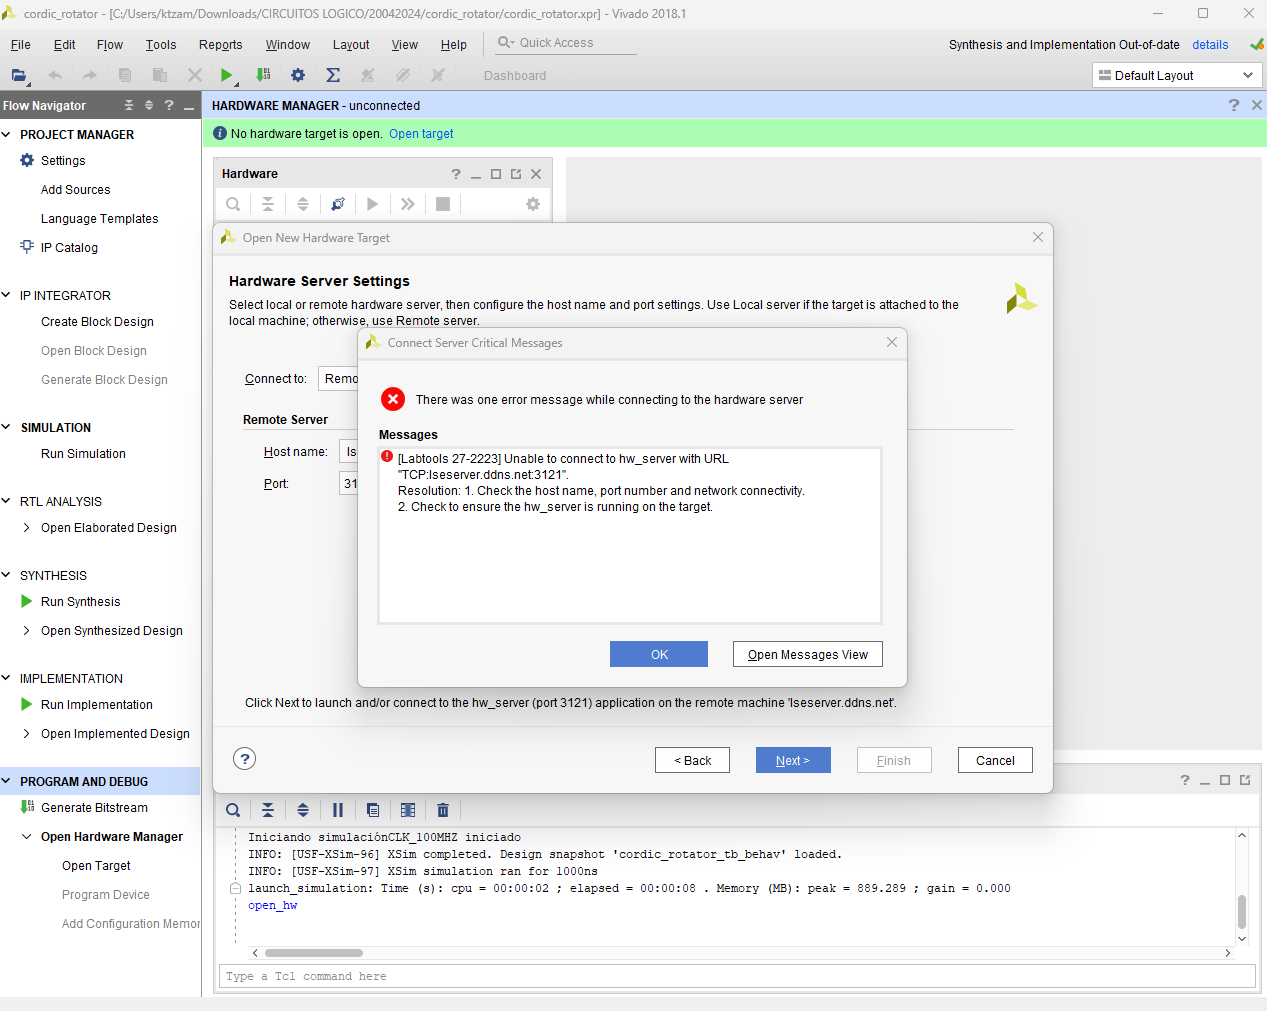 cordic_rotator - [C:/Users/ktzam/Downloads/CIRCUITOS LOGICO/20042024/cordic_rotator/cordic_rotator.xpr] - Vivado 2018.1
File Edit Flow Tools Reports Window Layout View Help Quick Access
Synthesis and Implementation Out-of-date details
Dashboard
Default Layout
Flow Navigator
HARDWARE MANAGER - unconnected
No hardware target is open. Open target
PROJECT MANAGER
Settings
Add Sources
Language Templates
IP Catalog
IP INTEGRATOR
Create Block Design
Open Block Design
Generate Block Design
SIMULATION
Run Simulation
RTL ANALYSIS
Open Elaborated Design
SYNTHESIS
Run Synthesis
Open Synthesized Design
IMPLEMENTATION
Run Implementation
Open Implemented Design
PROGRAM AND DEBUG
Generate Bitstream
Open Hardware Manager
Open Target
Program Device
Add Configuration Memor
Hardware
Open New Hardware Target
Hardware Server Settings
Select local or remote hardware server, then configure the host name and port settings. Use Local server if the target is attached to the
local machine; otherwise, use Remote server.
Connect to: Remo
Remote Server
Host name: lse
Port: 31
Connect Server Critical Messages
There was one error message while connecting to the hardware server
Messages
[Labtools 27-2223] Unable to connect to hw_server with URL
"TCP:lseserver.ddns.net:3121".
Resolution: 1. Check the host name, port number and network connectivity.
2. Check to ensure the hw_server is running on the target.
OK
Open Messages View
Click Next to launch and/or connect to the hw_server (port 3121) application on the remote machine 'lseserver.ddns.net'.
< Back
Next >
Finish
Cancel
Iniciando simulaciónCLK_100MHZ iniciado
INFO: [USF-XSim-96] XSim completed. Design snapshot 'cordic_rotator_tb_behav' loaded.
INFO: [USF-XSim-97] XSim simulation ran for 1000ns
launch_simulation: Time (s): cpu = 00:00:02 ; elapsed = 00:00:08 . Memory (MB): peak = 889.289 ; gain = 0.000
open_hw
Type a Tcl command here